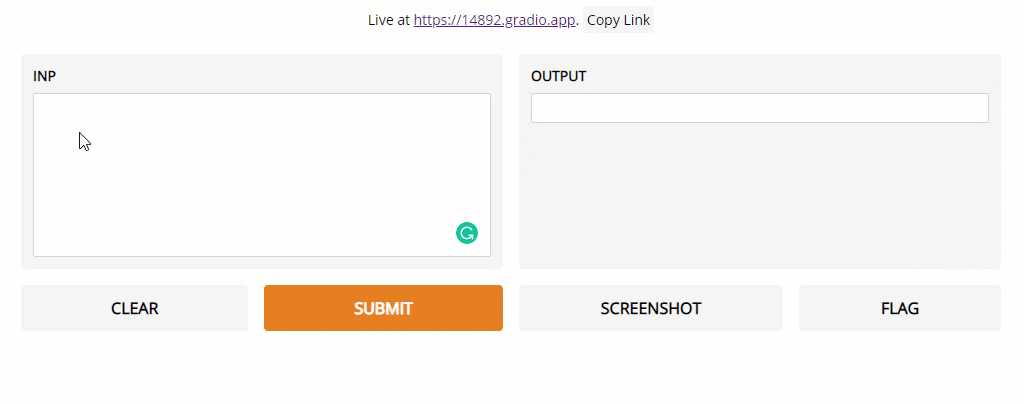 Live at https://14892.gradio.app. Copy Link
INP
OUTPUT
CLEAR
SUBMIT
SCREENSHOT
FLAG